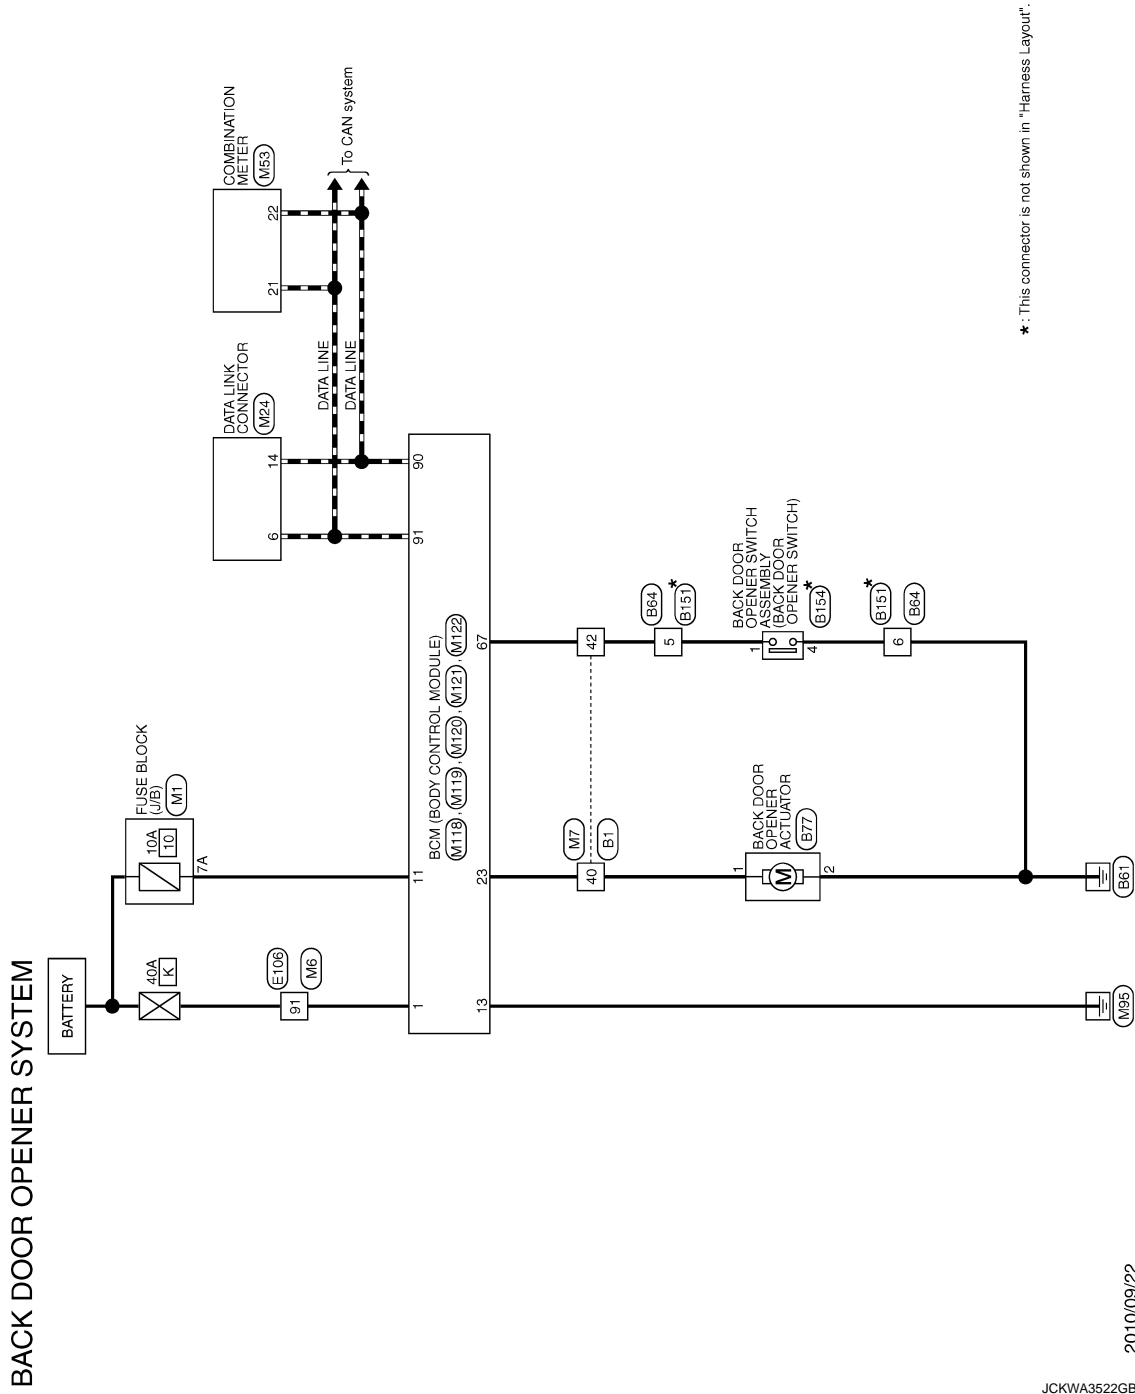 BACK DOOR OPENER SYSTEM
BATTERY
40A
K
FUSE BLOCK
(J/B)
M1
10A
10
7A
E106
M6
91
DATA LINK
CONNECTOR
M24
6
14
COMBINATION
METER
M53
21
22
DATA LINE
DATA LINE
To CAN system
1
11
91
90
BCM (BODY CONTROL MODULE)
M118 , M119 , M120 , M121 , M122
13
23
67
M7
B1
40
42
B64
B151
*
5
BACK DOOR
OPENER
ACTUATOR
B77
1
M
2
BACK DOOR
OPENER SWITCH
ASSEMBLY
(BACK DOOR
OPENER SWITCH)
B154
*
1
4
B151
*
B64
6
M95
B61
* : This connector is not shown in "Harness Layout".
2010/09/22
JCKWA3522GB